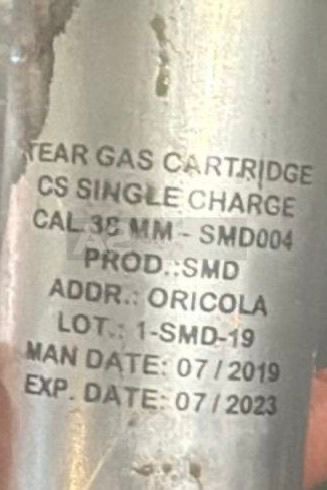 TEAR GAS CARTRIDGE
CS SINGLE CHARGE
CAL.38 MM - SMD004
PROD.:SMD
ADDR.: ORICOLA
LOT.: 1-SMD-19
MAN DATE: 07/2019
EXP. DATE: 07/2023